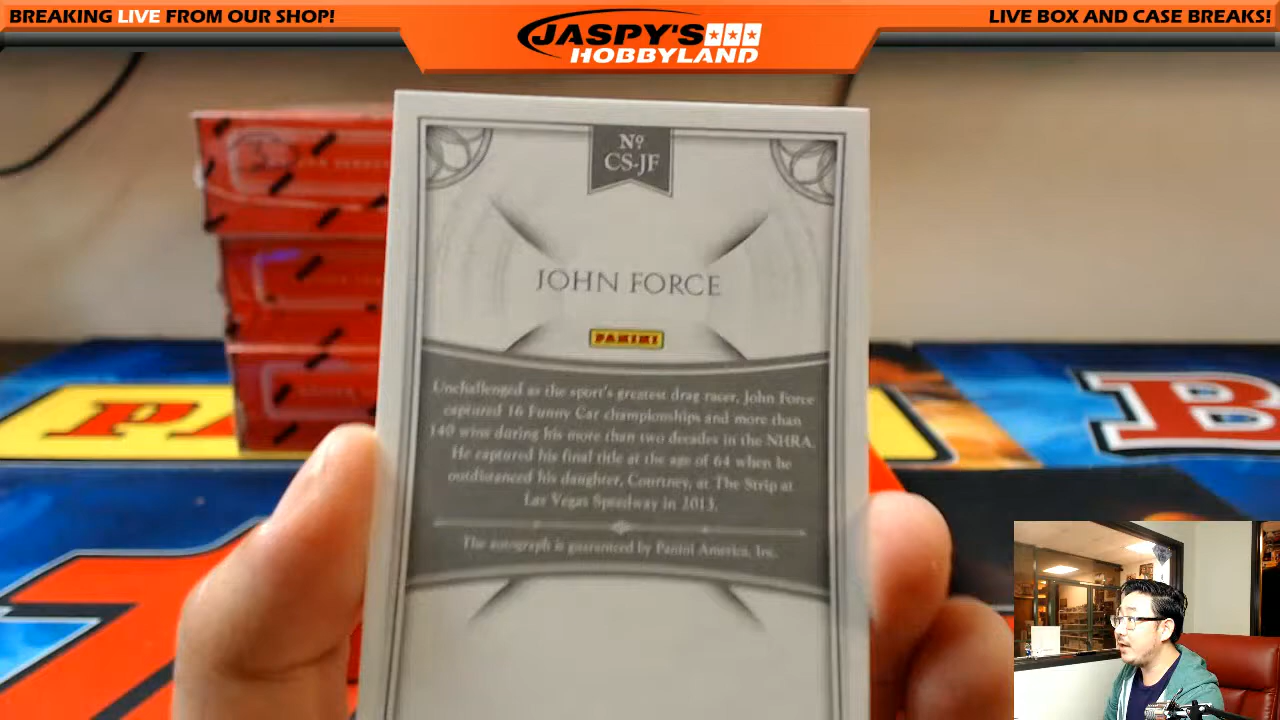 BREAKING LIVE FROM OUR SHOP!
JASPY'S
HOBBYLAND
LIVE BOX AND CASE BREAKS!
Nº
CS-JF
JOHN FORCE
PANINI
Unchallenged as the sport's greatest drag racer, John Force
captured 16 Funny Car championships and more than
140 wins during his more than two decades in the NHRA.
He captured his final title at the age of 64 when he
outdistanced his daughter, Courtney, at The Strip at
Las Vegas Speedway in 2013.
The autograph is guaranteed by Panini America, Inc.
PA
B